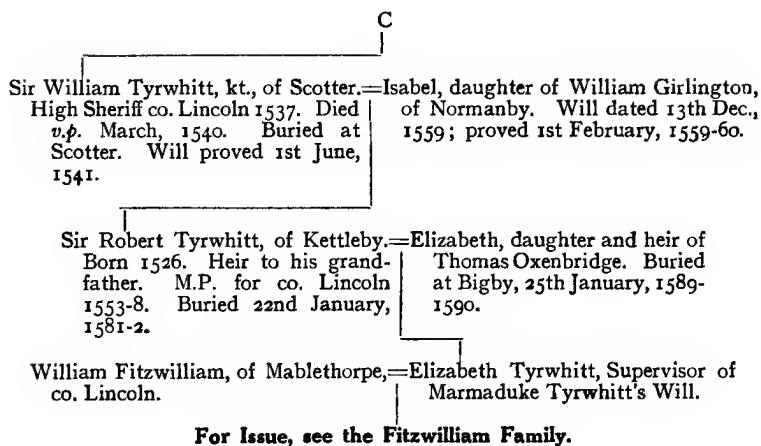 C
Sir William Tyrwhitt, kt., of Scotter.=Isabel, daughter of William Girlington,
High Sheriff co. Lincoln 1537. Died
v.p. March, 1540. Buried at
Scotter. Will proved 1st June,
1541.
of Normanby. Will dated 13th Dec.,
1559; proved 1st February, 1559-60.
Sir Robert Tyrwhitt, of Kettleby.=Elizabeth, daughter and heir of
Born 1526. Heir to his grand-
father. M.P. for co. Lincoln
1553-8. Buried 22nd January,
1581-2.
Thomas Oxenbridge. Buried
at Bigby, 25th January, 1589-
1590.
William Fitzwilliam, of Mablethorpe,=Elizabeth Tyrwhitt, Supervisor of
co. Lincoln.
Marmaduke Tyrwhitt's Will.
For Issue, see the Fitzwilliam Family.